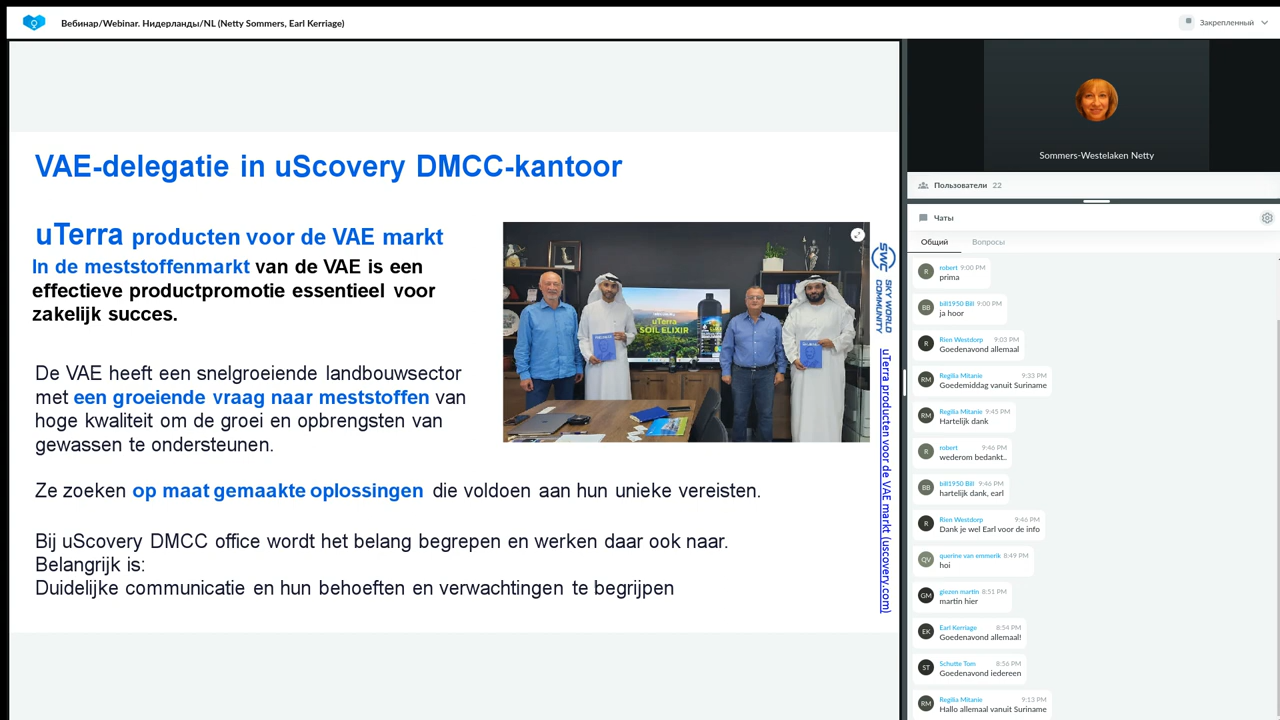 Вебинар/Webinar. Нидерланды/NL (Netty Sommers, Earl Kerriage)
Закрепленный
VAE-delegatie in uScovery DMCC-kantoor
uTerra producten voor de VAE markt
In de meststoffenmarkt van de VAE is een
effectieve productpromotie essentieel voor
zakelijk succes.
De VAE heeft een snelgroeiende landbouwsector
met een groeiende vraag naar meststoffen van
hoge kwaliteit om de groei en opbrengsten van
gewassen te ondersteunen.
Ze zoeken op maat gemaakte oplossingen die voldoen aan hun unieke vereisten.
Bij uScovery DMCC office wordt het belang begrepen en werken daar ook naar.
Belangrijk is:
Duidelijke communicatie en hun behoeften en verwachtingen te begrijpen
uTerra
SOIL ELIXIR
SWC SKY WORLD
COMMUNITY
uTerra producten voor de VAE markt (uscovery.com)
Sommers-Westelaken Netty
Пользователи 22
Чаты
Общий Вопросы
R robert 9:00 PM
prima
BB bill1950 Bill 9:00 PM
ja hoor
R Rien Westdorp 9:03 PM
Goedenavond allemaal
RM Regilia Mitanie 9:33 PM
Goedemiddag vanuit Suriname
RM Regilia Mitanie 9:45 PM
Hartelijk dank
R robert 9:46 PM
wederom bedankt..
BB bill1950 Bill 9:46 PM
hartelijk dank, earl
R Rien Westdorp 9:46 PM
Dank je wel Earl voor de info
QV querine van emmerik 8:49 PM
hoi
GM giezen martin 8:51 PM
martin hier
EK Earl Kerriage 8:54 PM
Goedenavond allemaal!
ST Schutte Tom 8:56 PM
Goedenavond iedereen
RM Regilia Mitanie 9:13 PM
Hallo allemaal vanuit Suriname